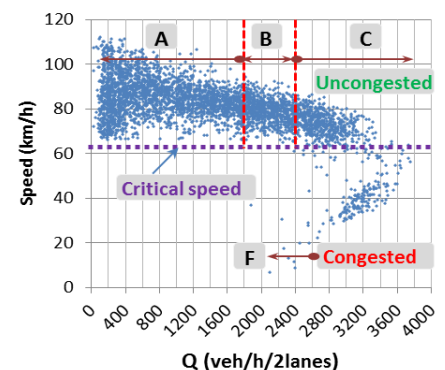 120
100
80
60
40
20
0
Speed (km/h)
A
B
C
Uncongested
Critical speed
F
Congested
0
400
800
1200
1600
2000
2400
2800
3200
3600
4000
Q (veh/h/2lanes)